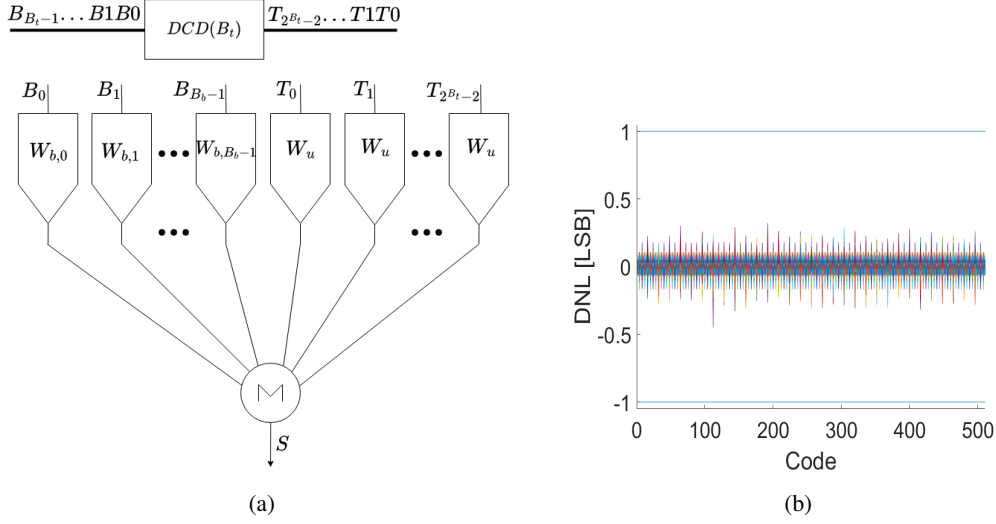 B_{B_t−1}…B1B0
T_{2^{B_t}−2}…T1T0
DCD(B_t)
B_0 B_1 B_{B_b−1} T_0 T_1 T_{2^{B_t}−2}
W_{b,0} W_{b,1} W_{b,B_b−1} W_u W_u W_u
S
(a)
DNL [LSB]
1
0.5
0
-0.5
-1
0 100 200 300 400 500
Code
(b)